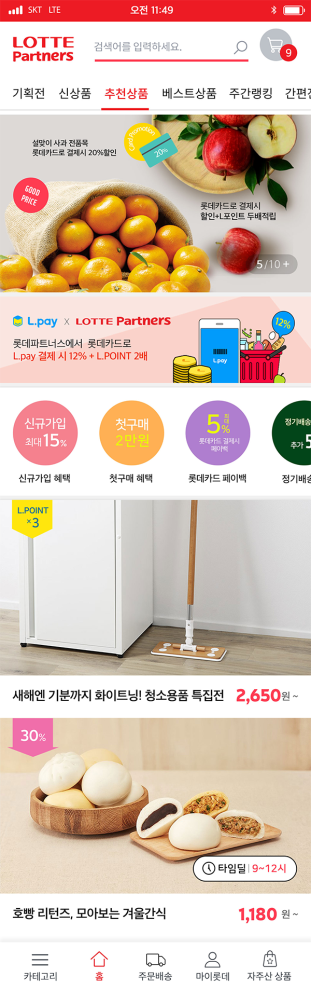 SKT LTE
오전 11:49
LOTTE
Partners
검색어를 입력하세요.
9
기획전 신상품 추천상품 베스트상품 주간랭킹
설맞이 사과 전품목
롯데카드로 결제시 20%할인
20%
GOOD
PRICE
롯데카드로 결제시
할인+L포인트 두배적립
5/10 +
L.pay X LOTTE Partners
롯데파트너스에서 롯데카드로
L.pay 결제 시 12% + L.POINT 2배
L.pay
12%
신규가입
최대 15%
신규가입 혜택
첫구매
2만원
첫구매 혜택
최대
5%
롯데카드 결제시
페이백
롯데카드 페이백
정기배송
추가 5
정기배송
L.POINT
×3
새해엔 기분까지 화이트닝! 청소용품 특집전 2,650원 ~
30%
타임딜 | 9~12시
호빵 리턴즈, 모아보는 겨울간식 1,180 원 ~
카테고리 홈 주문배송 마이롯데 자주산 상품